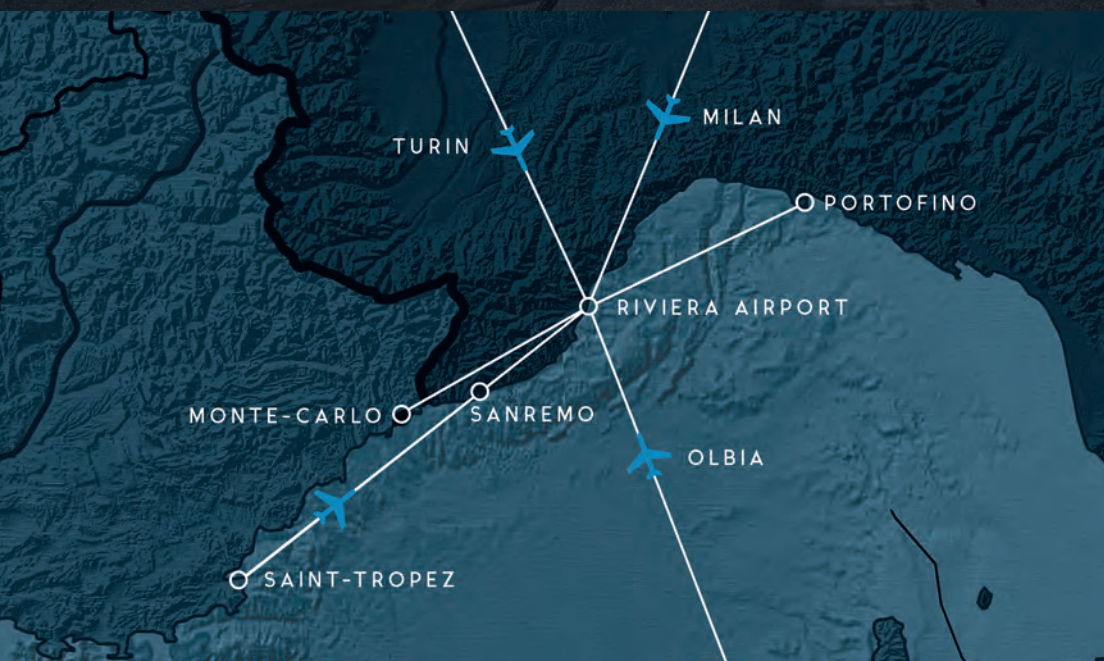 MILAN
TURIN
PORTOFINO
RIVIERA AIRPORT
MONTE-CARLO
SANREMO
OLBIA
SAINT-TROPEZ